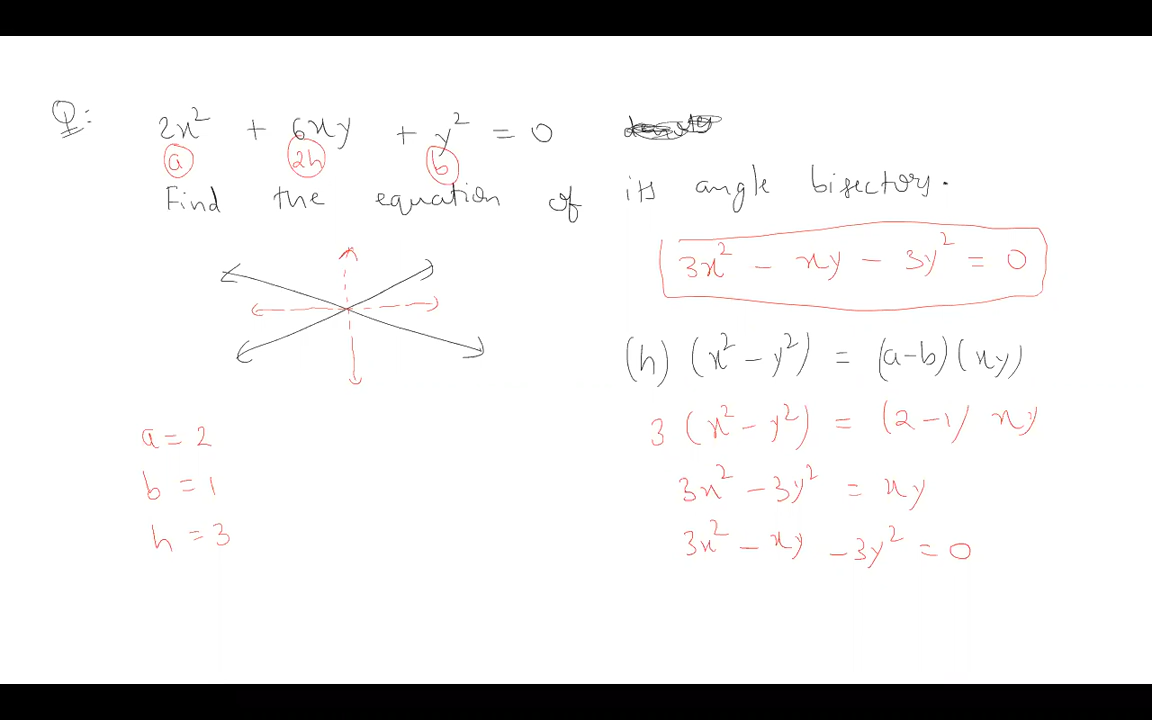 Q: 2x² + 6xy + y² = 0
a 2h b
Find the equation of its angle bisectors.
3x² - xy - 3y² = 0
(h) (x² - y²) = (a-b) (xy)
3 (x² - y²) = (2-1) xy
3x² - 3y² = xy
3x² - xy - 3y² = 0
a = 2
b = 1
h = 3